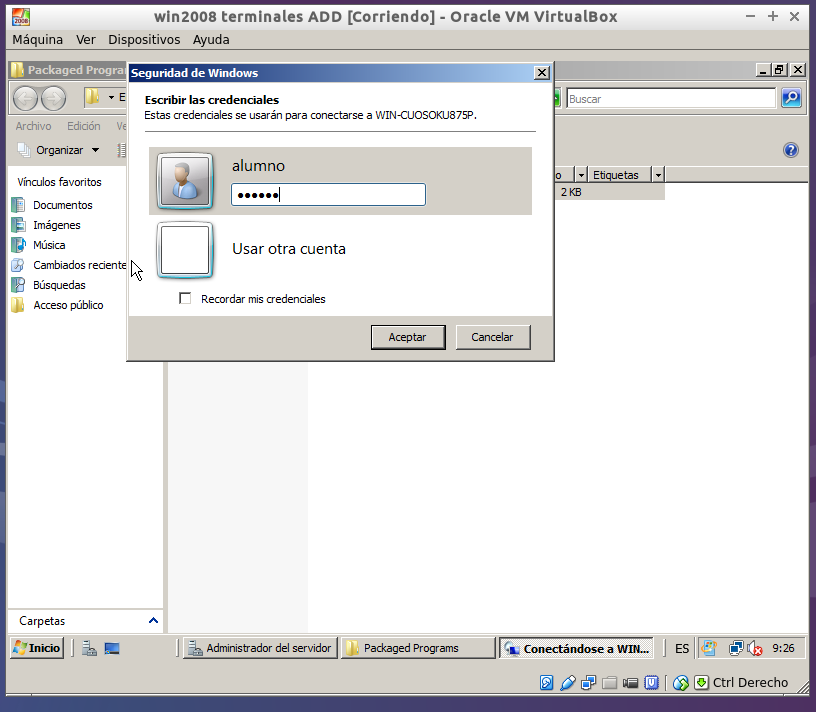 win2008 terminales ADD [Corriendo] - Oracle VM VirtualBox
Máquina Ver Dispositivos Ayuda
Packaged Program
Seguridad de Windows
Escribir las credenciales
Estas credenciales se usarán para conectarse a WIN-CUOSOKU875P.
Buscar
Archivo Edición Ve
Organizar
alumno
••••••
Etiquetas
2 KB
Vínculos favoritos
Documentos
Imágenes
Música
Cambiados reciente
Búsquedas
Acceso público
Usar otra cuenta
Recordar mis credenciales
Aceptar Cancelar
Carpetas
Inicio Administrador del servidor Packaged Programs Conectándose a WIN... ES 9:26
Ctrl Derecho